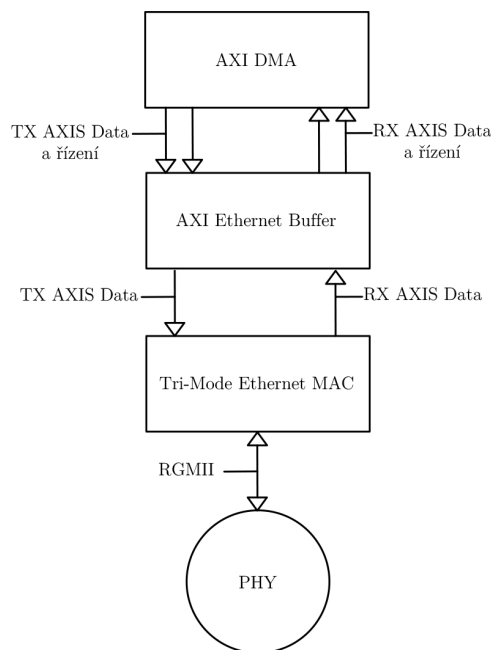 AXI DMA
TX AXIS Data
a řízení
RX AXIS Data
a řízení
AXI Ethernet Buffer
TX AXIS Data
RX AXIS Data
Tri-Mode Ethernet MAC
RGMII
PHY